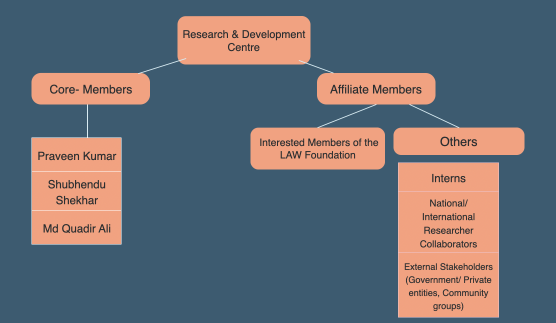 Research & Development
Centre
Core- Members
Affiliate Members
Praveen Kumar
Shubhendu
Shekhar
Md Quadir Ali
Interested Members of the
LAW Foundation
Others
Interns
National/
International
Researcher
Collaborators
External Stakeholders
(Government/ Private
entities, Community
groups)